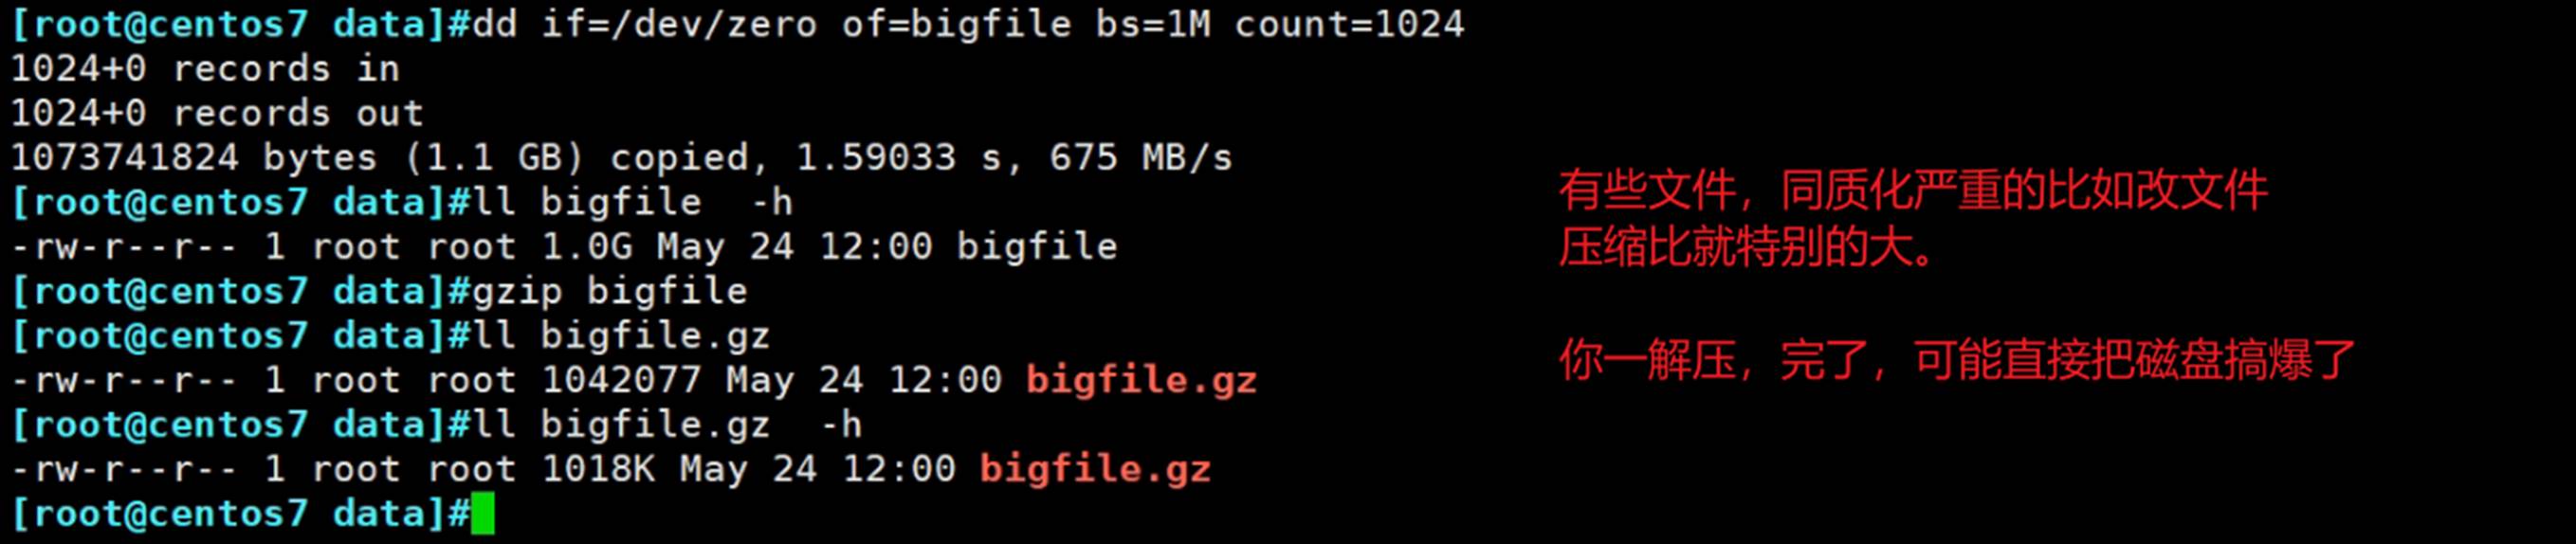 [root@centos7 data]#dd if=/dev/zero of=bigfile bs=1M count=1024
1024+0 records in
1024+0 records out
1073741824 bytes (1.1 GB) copied, 1.59033 s, 675 MB/s
[root@centos7 data]#ll bigfile  -h
-rw-r--r-- 1 root root 1.0G May 24 12:00 bigfile
[root@centos7 data]#gzip bigfile
[root@centos7 data]#ll bigfile.gz
-rw-r--r-- 1 root root 1042077 May 24 12:00 bigfile.gz
[root@centos7 data]#ll bigfile.gz  -h
-rw-r--r-- 1 root root 1018K May 24 12:00 bigfile.gz
[root@centos7 data]#
有些文件，同质化严重的比如改文件
压缩比就特别的大。
你一解压，完了，可能直接把磁盘搞爆了